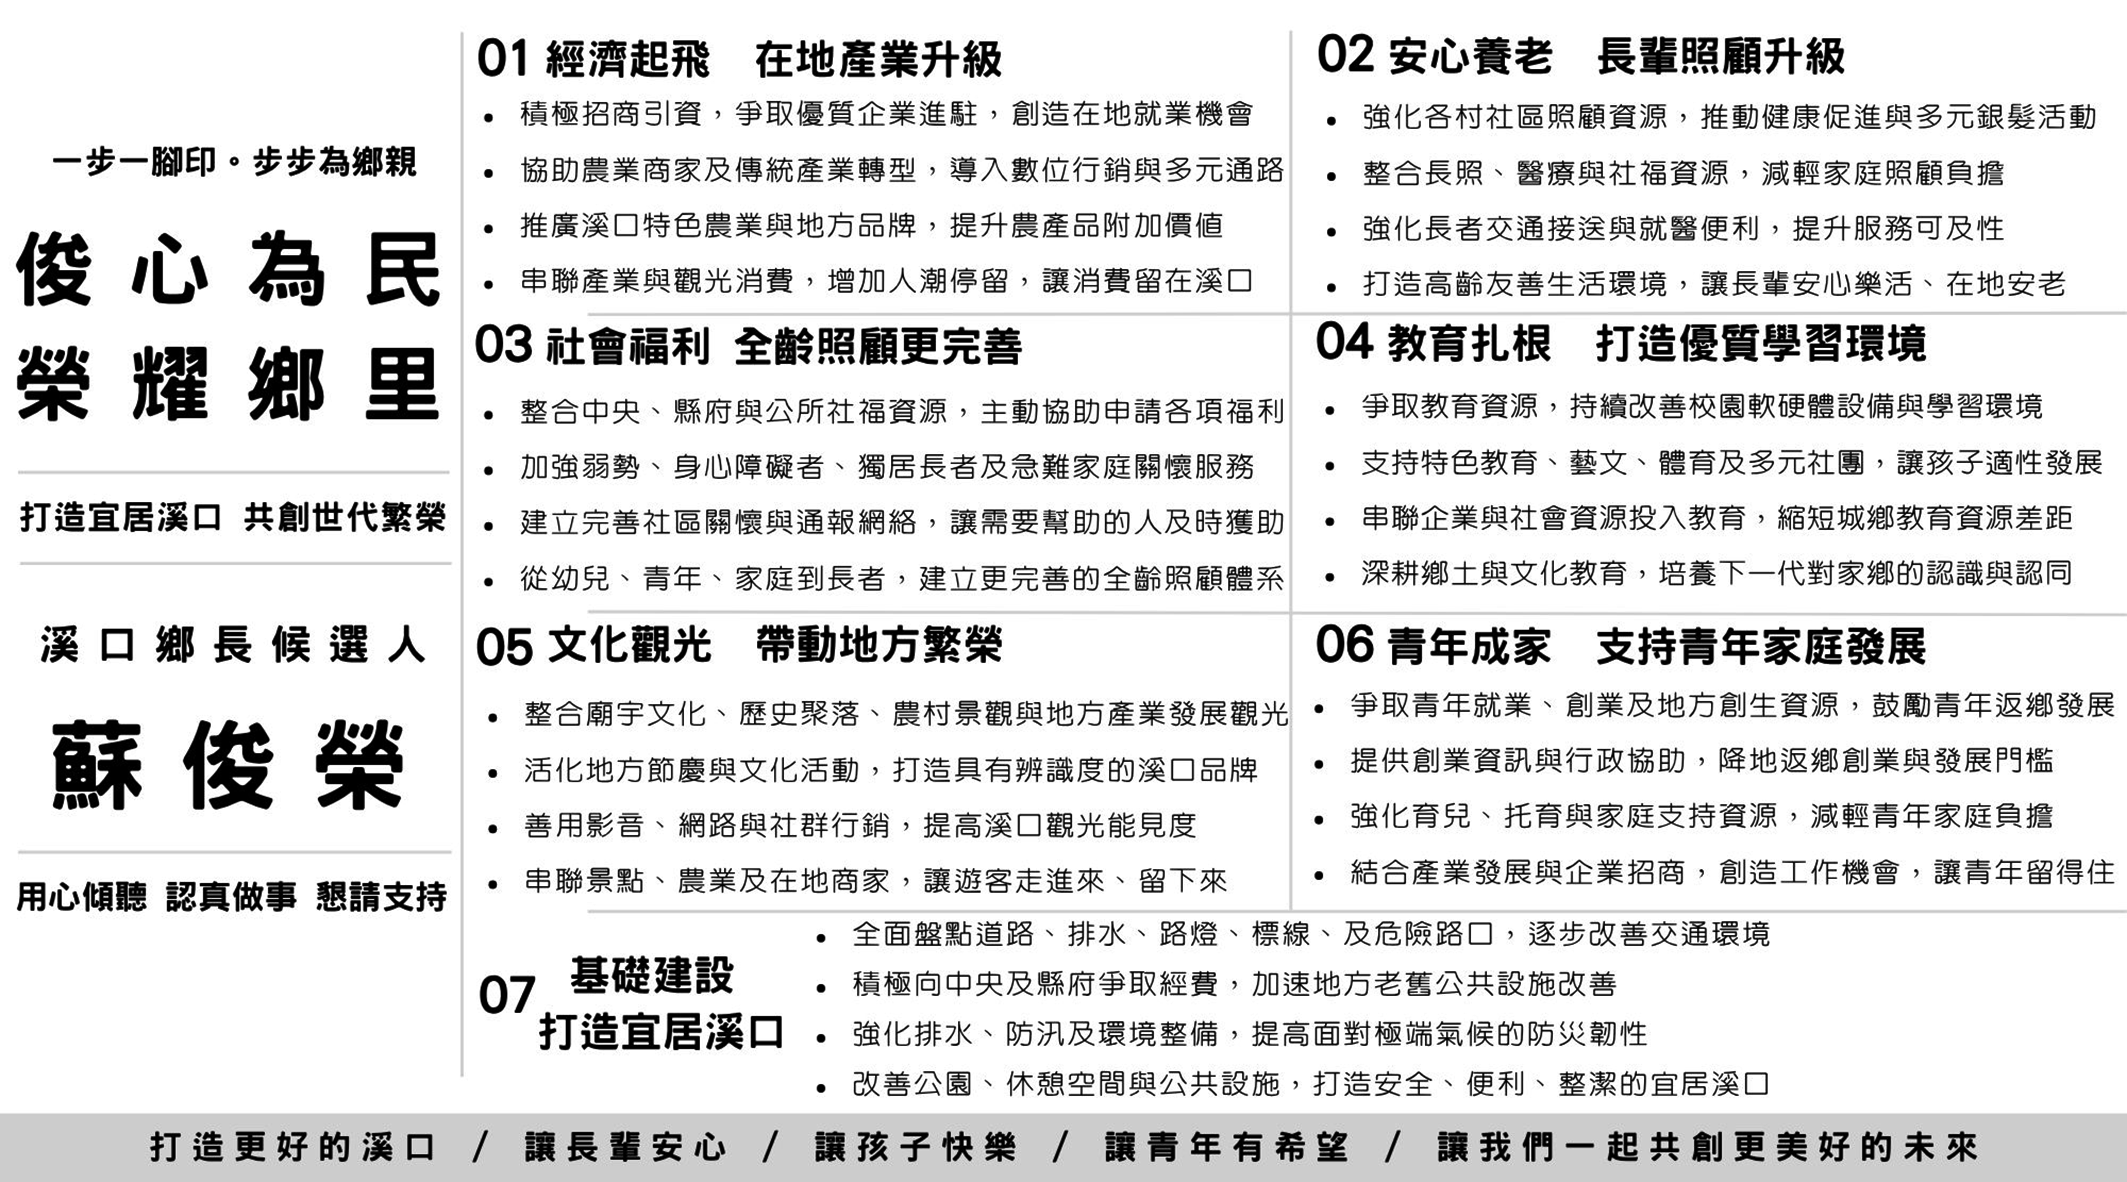 一步一腳印。步步為鄉親
俊心為民
榮耀鄉里
打造宜居溪口 共創世代繁榮
溪口鄉長候選人
蘇俊榮
用心傾聽 認真做事 懇請支持
01 經濟起飛 在地產業升級
• 積極招商引資，爭取優質企業進駐，創造在地就業機會
• 協助農業商家及傳統產業轉型，導入數位行銷與多元通路
• 推廣溪口特色農業與地方品牌，提升農產品附加價值
• 串聯產業與觀光消費，增加人潮停留，讓消費留在溪口
02 安心養老 長輩照顧升級
• 強化各村社區照顧資源，推動健康促進與多元銀髮活動
• 整合長照、醫療與社福資源，減輕家庭照顧負擔
• 強化長者交通接送與就醫便利，提升服務可及性
• 打造高齡友善生活環境，讓長輩安心樂活、在地安老
03 社會福利 全齡照顧更完善
• 整合中央、縣府與公所社福資源，主動協助申請各項福利
• 加強弱勢、身心障礙者、獨居長者及急難家庭關懷服務
• 建立完善社區關懷與通報網絡，讓需要幫助的人及時獲助
• 從幼兒、青年、家庭到長者，建立更完善的全齡照顧體系
04 教育扎根 打造優質學習環境
• 爭取教育資源，持續改善校園軟硬體設備與學習環境
• 支持特色教育、藝文、體育及多元社團，讓孩子適性發展
• 串聯企業與社會資源投入教育，縮短城鄉教育資源差距
• 深耕鄉土與文化教育，培養下一代對家鄉的認識與認同
05 文化觀光 帶動地方繁榮
• 整合廟宇文化、歷史聚落、農村景觀與地方產業發展觀光
• 活化地方節慶與文化活動，打造具有辨識度的溪口品牌
• 善用影音、網路與社群行銷，提高溪口觀光能見度
• 串聯景點、農業及在地商家，讓遊客走進來、留下來
06 青年成家 支持青年家庭發展
• 爭取青年就業、創業及地方創生資源，鼓勵青年返鄉發展
• 提供創業資訊與行政協助，降地返鄉創業與發展門檻
• 強化育兒、托育與家庭支持資源，減輕青年家庭負擔
• 結合產業發展與企業招商，創造工作機會，讓青年留得住
07 基礎建設
打造宜居溪口
• 全面盤點道路、排水、路燈、標線、及危險路口，逐步改善交通環境
• 積極向中央及縣府爭取經費，加速地方老舊公共設施改善
• 強化排水、防汛及環境整備，提高面對極端氣候的防災韌性
• 改善公園、休憩空間與公共設施，打造安全、便利、整潔的宜居溪口
打造更好的溪口 / 讓長輩安心 / 讓孩子快樂 / 讓青年有希望 / 讓我們一起共創更美好的未來